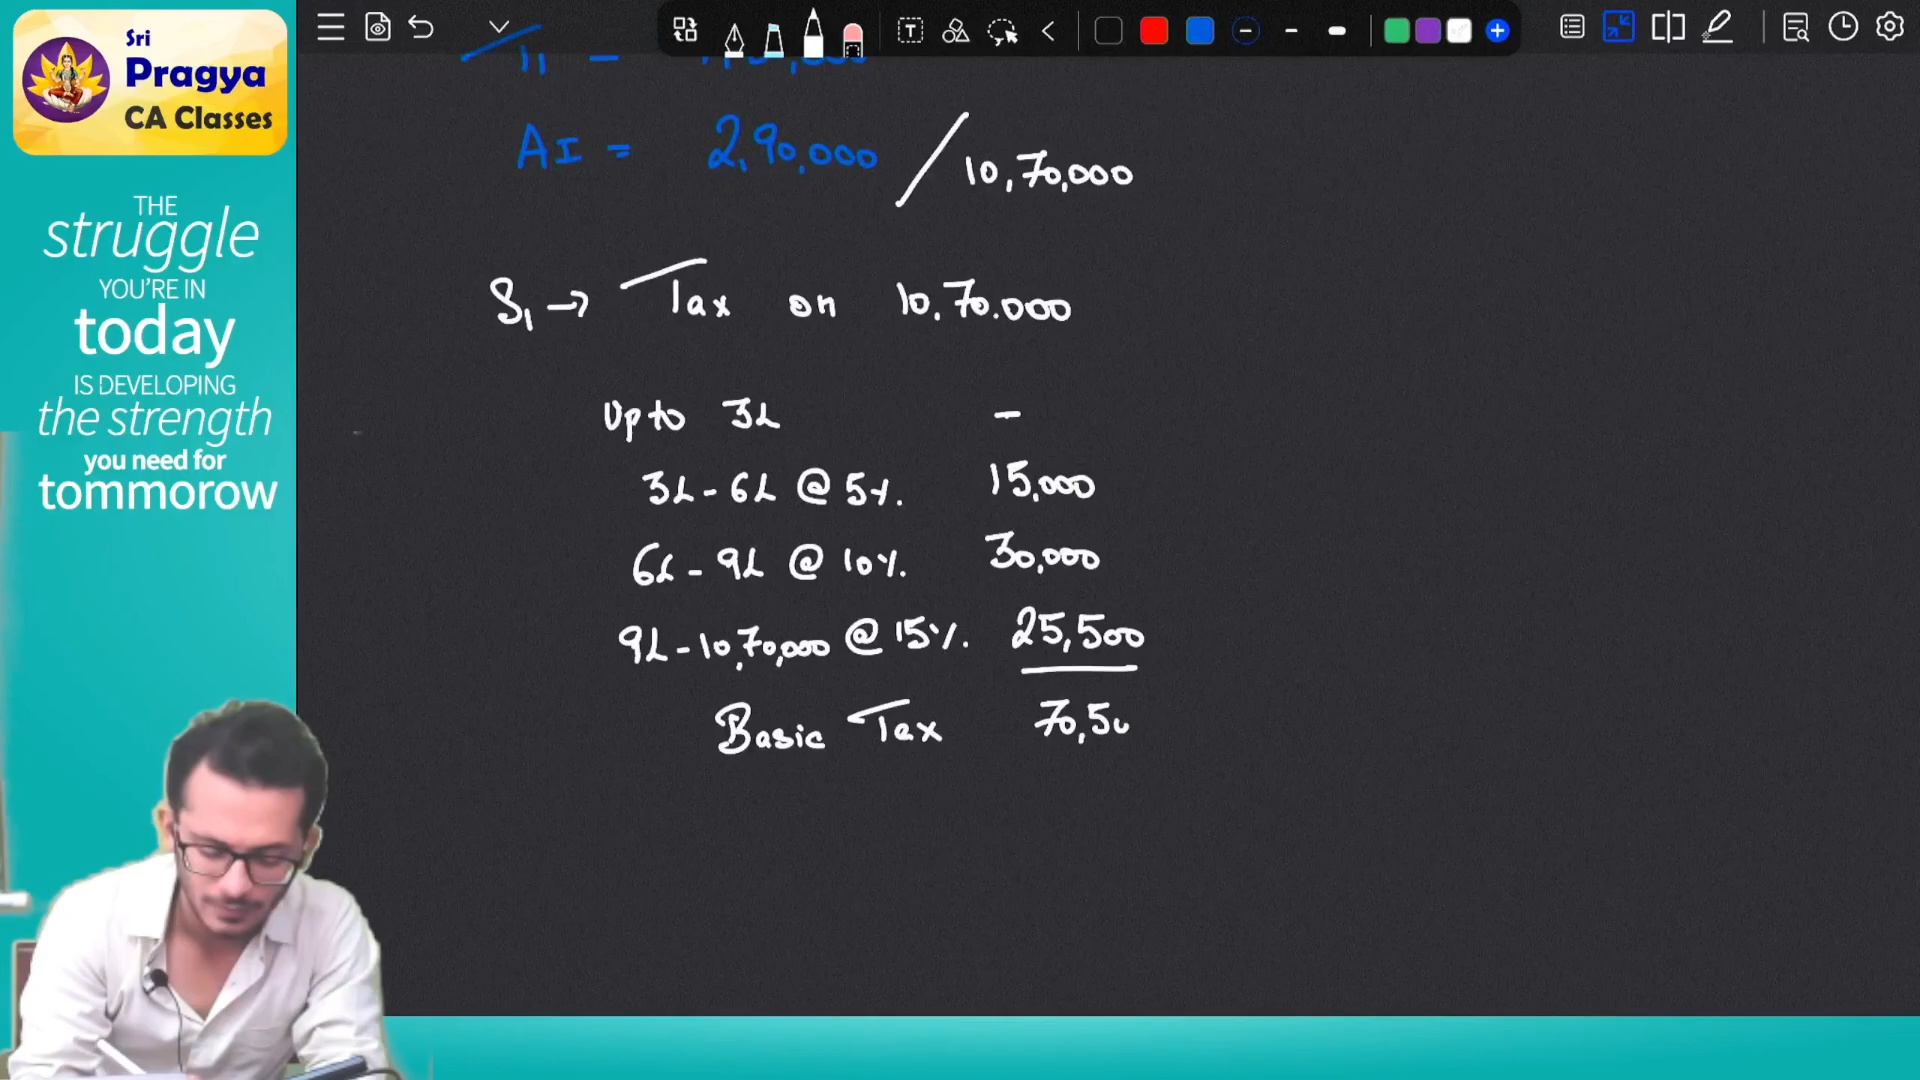 Sri
Pragya
CA Classes
THE
struggle
YOU'RE IN
today
IS DEVELOPING
the strength
you need for
tommorow
AI = 2,90,000 / 10,70,000
S₁ → Tax on 10,70.000
Upto 3L –
3L - 6L @ 5%. 15,000
6L - 9L @ 10%. 30,000
9L - 10,70,000 @ 15%. 25,500
Basic Tax 70,50